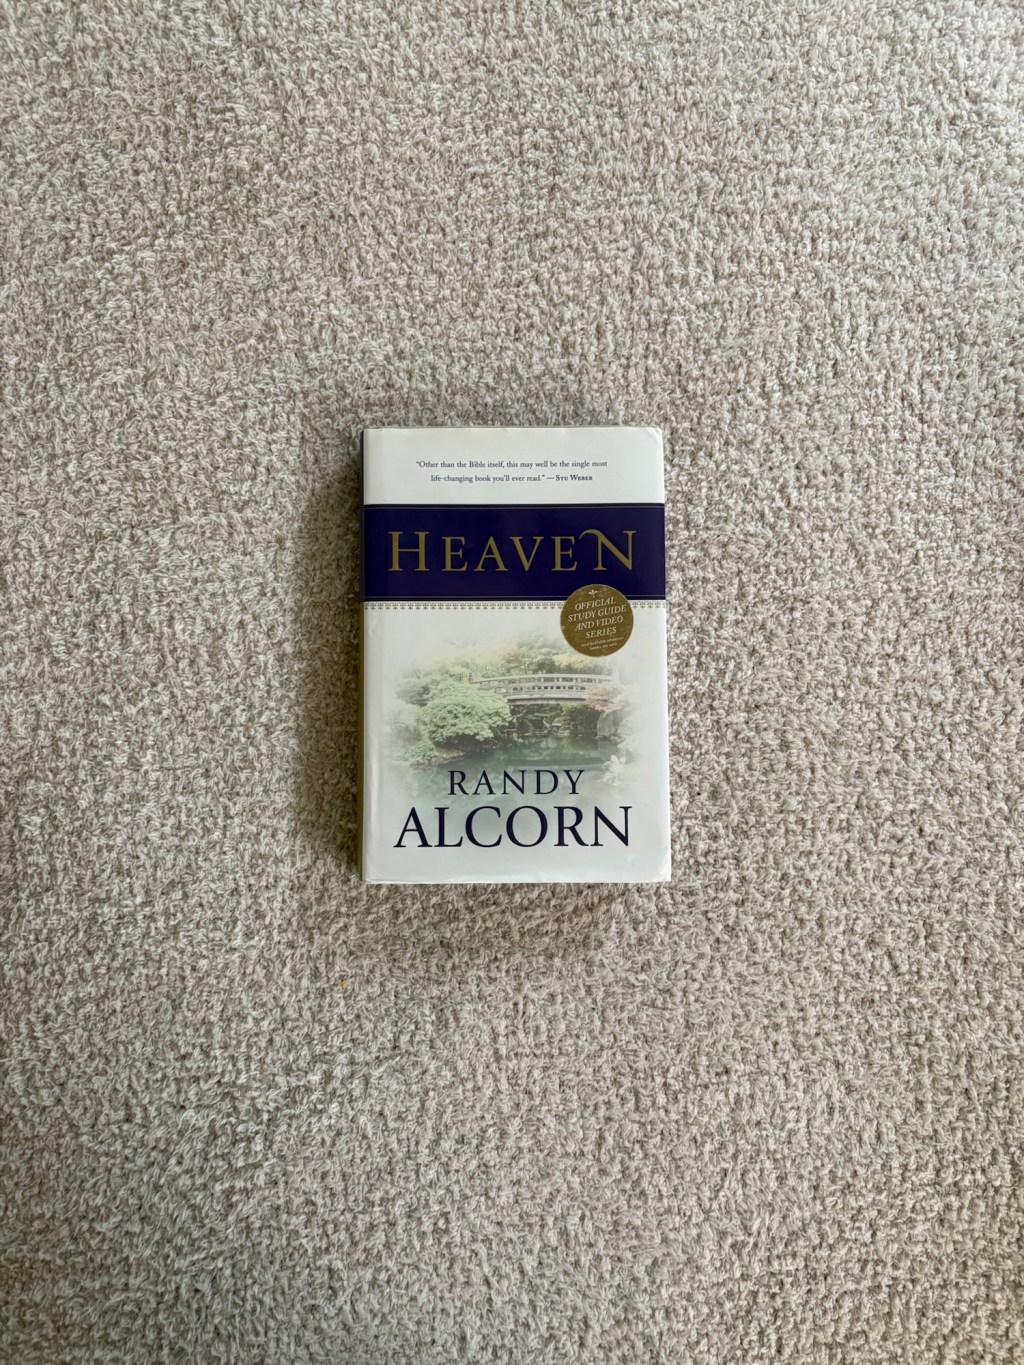 “Other than the Bible itself, this may well be the single most
life-changing book you’ll ever read.” — Stu Weber
HEAVEN
OFFICIAL
STUDY GUIDE
AND VIDEO
SERIES
RANDY
ALCORN